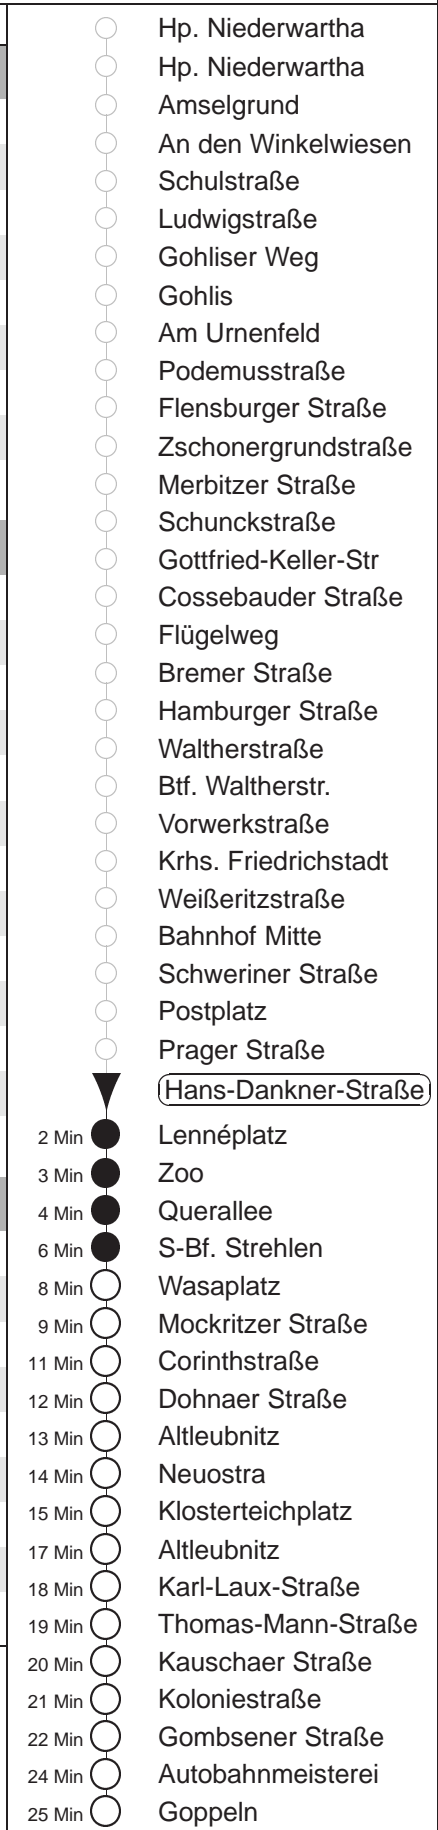 Hp. Niederwartha
Hp. Niederwartha
Amselgrund
An den Winkelwiesen
Schulstraße
Ludwigstraße
Gohliser Weg
Gohlis
Am Urnenfeld
Podemusstraße
Flensburger Straße
Zschonergrundstraße
Merbitzer Straße
Schunckstraße
Gottfried-Keller-Str
Cossebauder Straße
Flügelweg
Bremer Straße
Hamburger Straße
Waltherstraße
Btf. Waltherstr.
Vorwerkstraße
Krhs. Friedrichstadt
Weißeritzstraße
Bahnhof Mitte
Schweriner Straße
Postplatz
Prager Straße
Hans-Dankner-Straße
2 Min Lennéplatz
3 Min Zoo
4 Min Querallee
6 Min S-Bf. Strehlen
8 Min Wasaplatz
9 Min Mockritzer Straße
11 Min Corinthstraße
12 Min Dohnaer Straße
13 Min Altleubnitz
14 Min Neuostra
15 Min Klosterteichplatz
17 Min Altleubnitz
18 Min Karl-Laux-Straße
19 Min Thomas-Mann-Straße
20 Min Kauschaer Straße
21 Min Koloniestraße
22 Min Gombsener Straße
24 Min Autobahnmeisterei
25 Min Goppeln